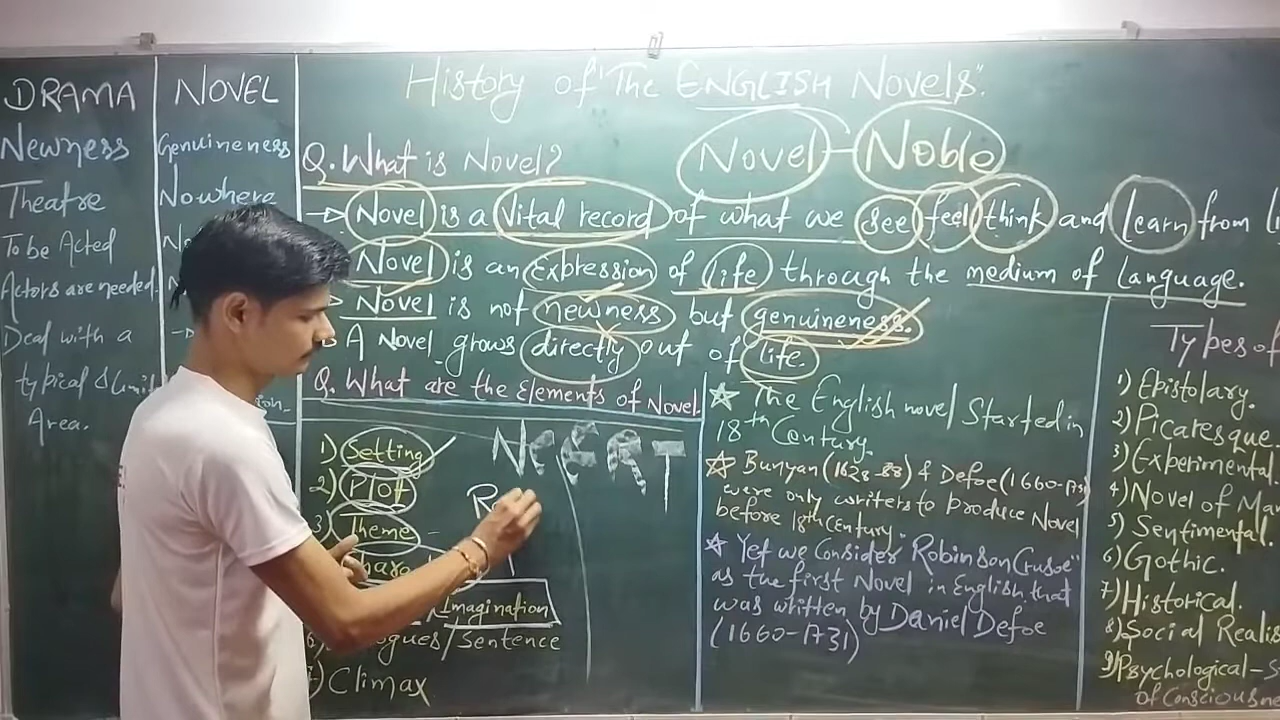 DRAMA
Newness
Theatre
To be Acted
Actors are needed.
Deal with a
typical &
Area.
NOVEL
Genuineness
Nowhere
History of "The ENGLISH Novels"
Novel - Noble
Q. What is Novel?
→ Novel is a Vital record of what we see feel think and learn from
Novel is an Expression of life through the medium of language.
Novel is not newness but genuineness.
A Novel grows directly out of life.
Q. What are the Elements of Novel.
1) Setting
2) Plot
3) Theme -
Imagination
/Sentence
7) Climax
NCERT
R
☆ The English novel Started in
18th Century.
☆ Bunyan (1628-88) & Defoe (1660-1731)
were only writers to produce Novel
before 18th Century.
☆ Yet we Consider Robinson Crusoe"
as the first Novel in English that
was written by Daniel Defoe
(1660-1731)
Types of
1) Epistolary.
2) Picaresque
3) Experimental.
4) Novel of
5) Sentimental.
6) Gothic.
7) Historical.
8) Social
9) Psychological-
of